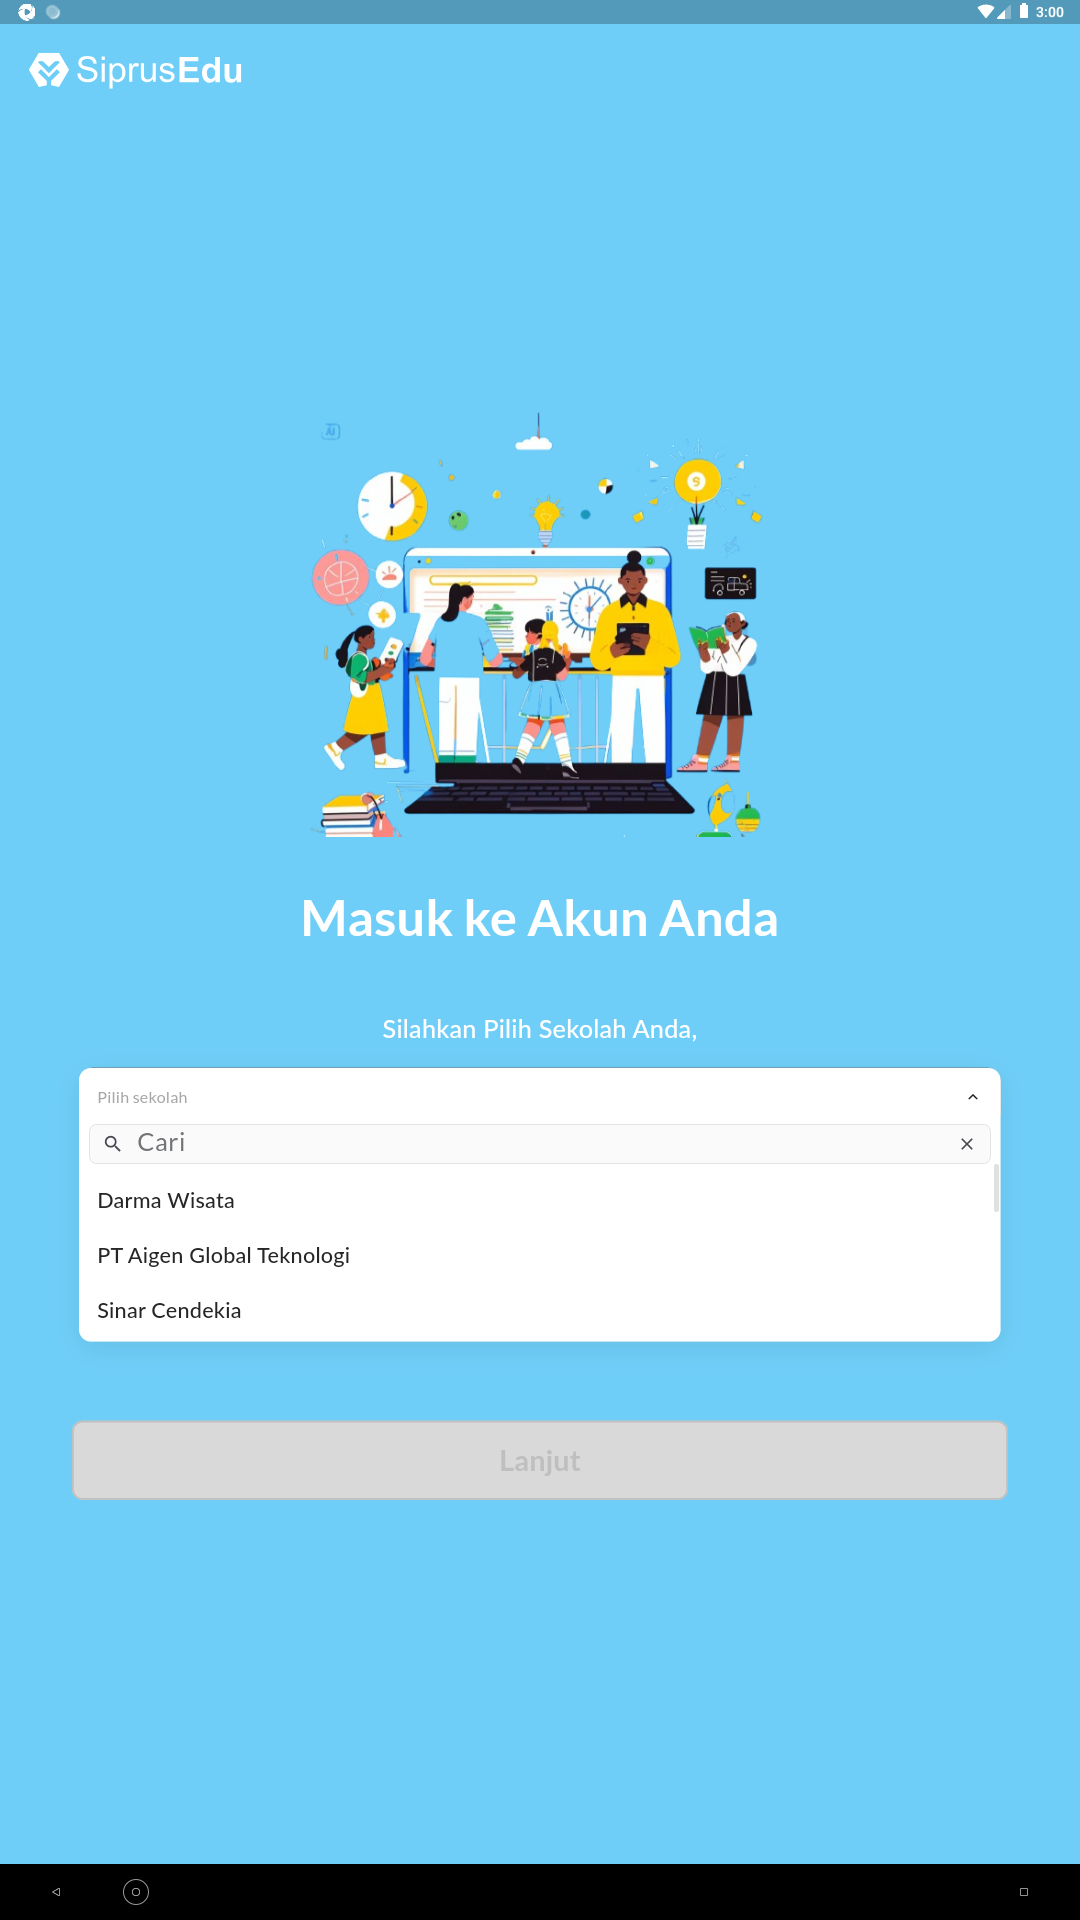 3:00
SiprusEdu
Masuk ke Akun Anda
Silahkan Pilih Sekolah Anda,
Pilih sekolah
Cari
Darma Wisata
PT Aigen Global Teknologi
Sinar Cendekia
Lanjut